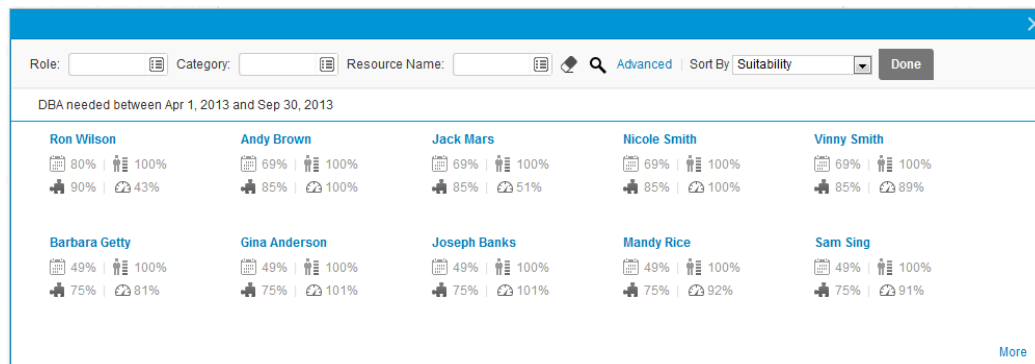 Role: Category: Resource Name: Advanced Sort By Suitability Done
DBA needed between Apr 1, 2013 and Sep 30, 2013
Ron Wilson Andy Brown Jack Mars Nicole Smith Vinny Smith
80% | 100% 69% | 100% 69% | 100% 69% | 100% 69% | 100%
90% | 43% 85% | 100% 85% | 51% 85% | 100% 85% | 89%
Barbara Getty Gina Anderson Joseph Banks Mandy Rice Sam Sing
49% | 100% 49% | 100% 49% | 100% 49% | 100% 49% | 100%
75% | 81% 75% | 101% 75% | 101% 75% | 92% 75% | 91%
More